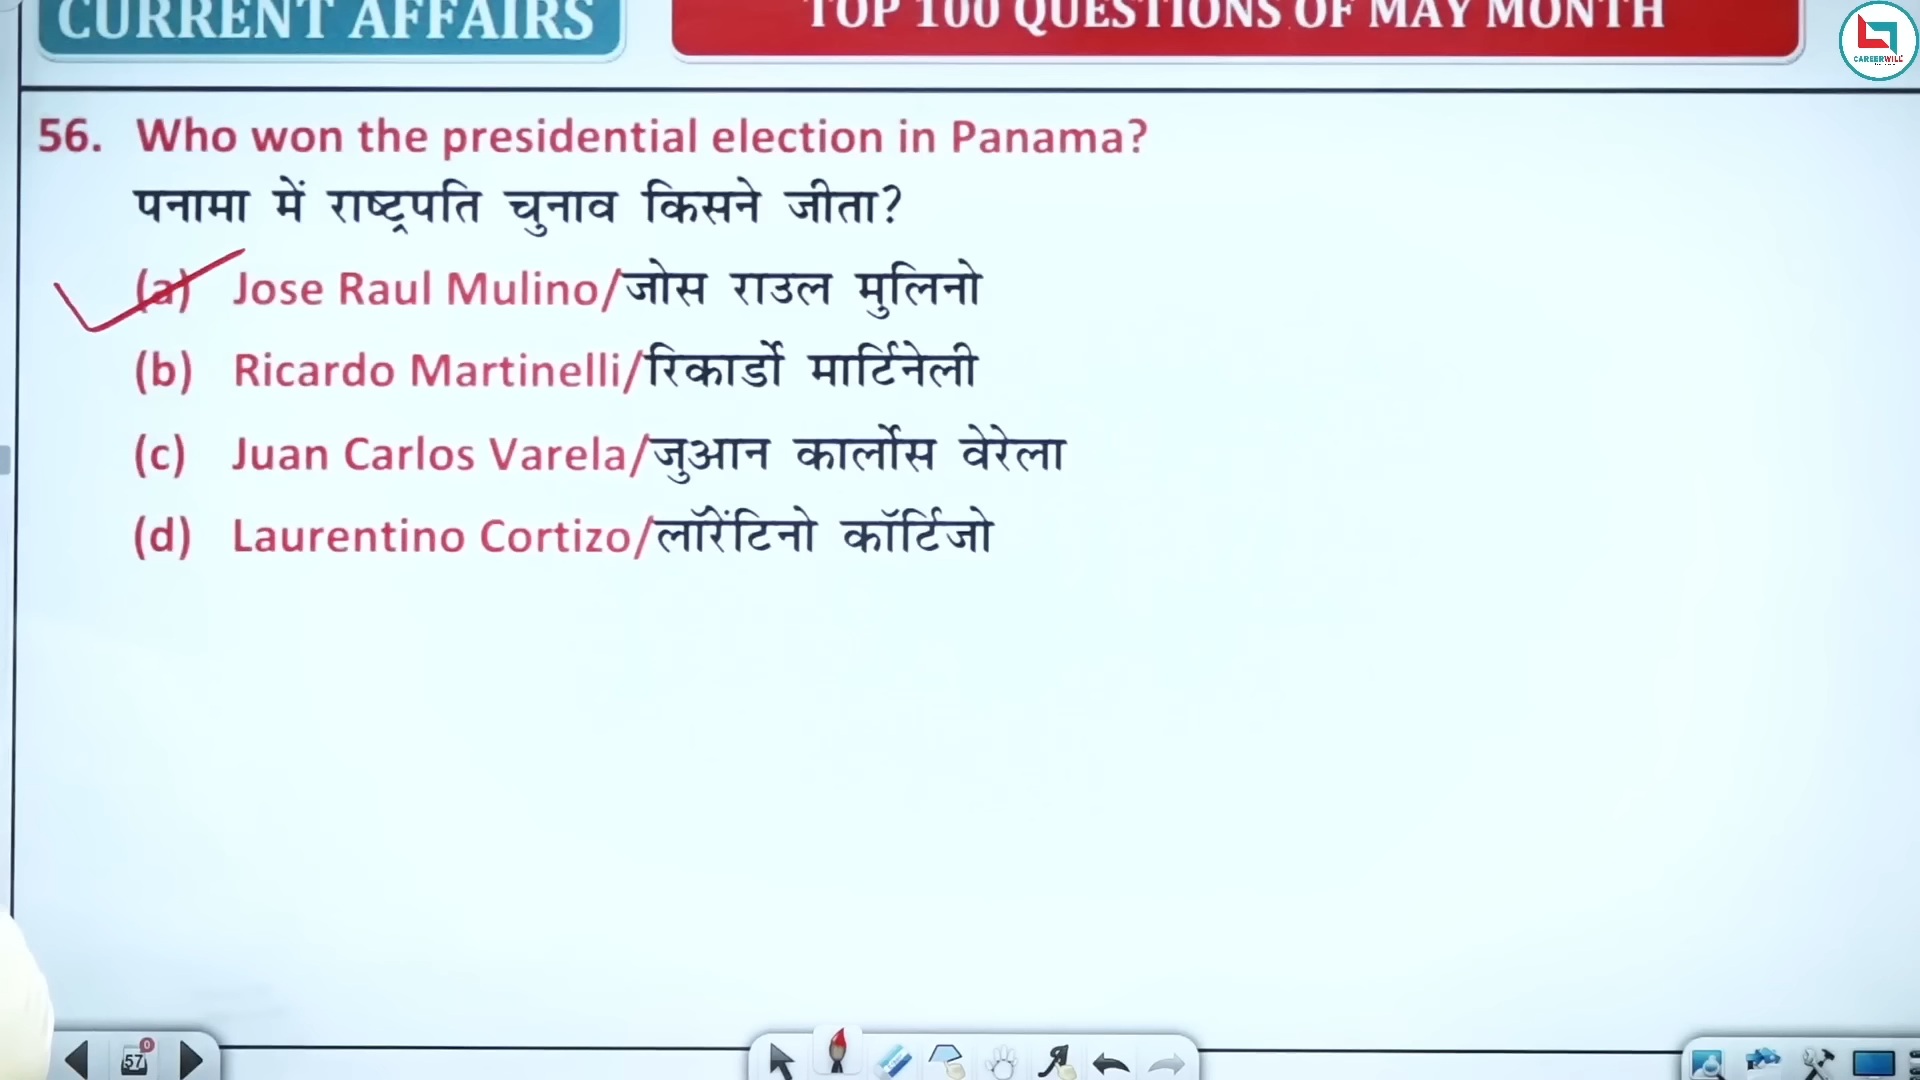 CURRENT AFFAIRS
TOP 100 QUESTIONS OF MAY MONTH
CAREERWILL
56. Who won the presidential election in Panama?
पनामा में राष्ट्रपति चुनाव किसने जीता?
(a) Jose Raul Mulino/जोस राउल मुलिनो
(b) Ricardo Martinelli/रिकार्डो मार्टिनेली
(c) Juan Carlos Varela/जुआन कार्लोस वेरेला
(d) Laurentino Cortizo/लॉरेंटिनो कॉर्टिजो
57
0